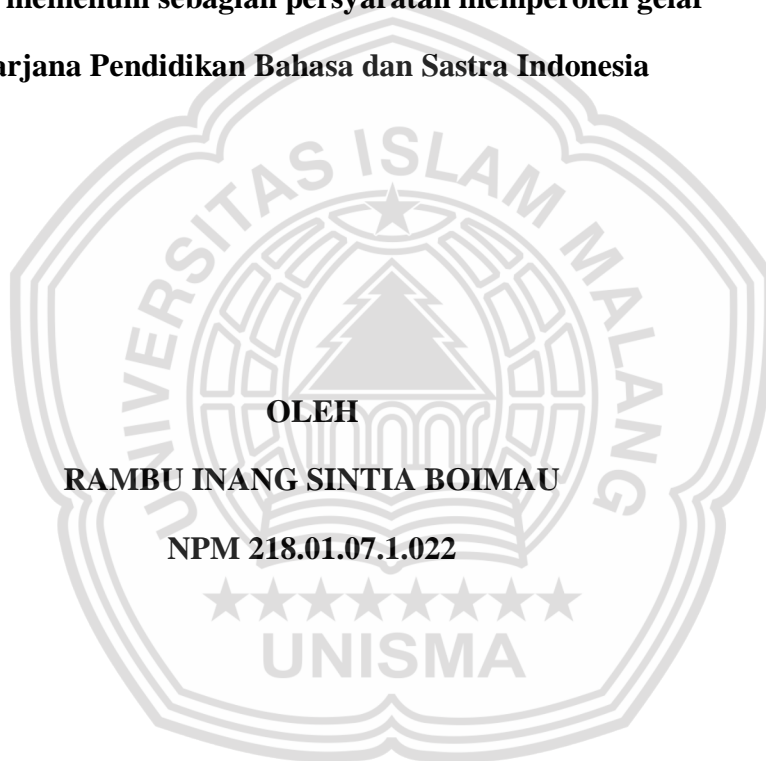 memenuhi sebagian persyaratan memperoleh gelar
arjana Pendidikan Bahasa dan Sastra Indonesia
UNIVERSITAS ISLAM MALANG
OLEH
RAMBU INANG SINTIA BOIMAU
NPM 218.01.07.1.022
UNISMA